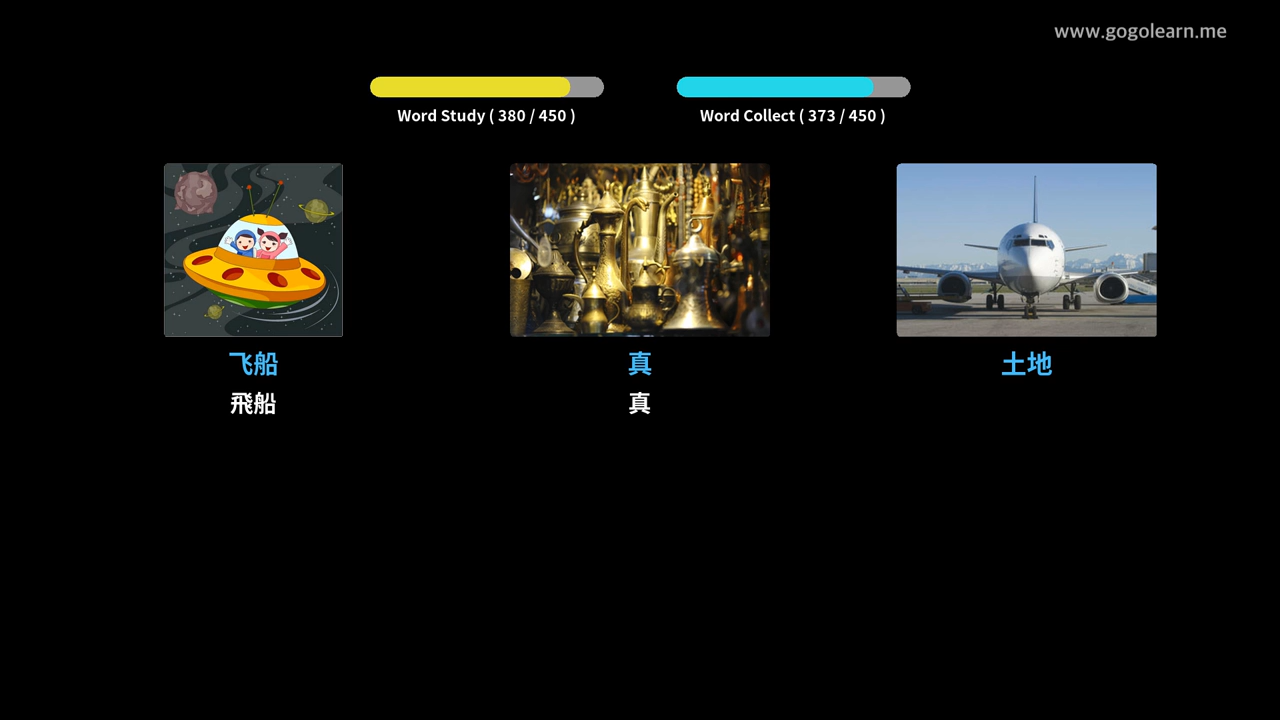 www.gogolearn.me
Word Study ( 380 / 450 )
Word Collect ( 373 / 450 )
飞船
真
土地
飛船
真